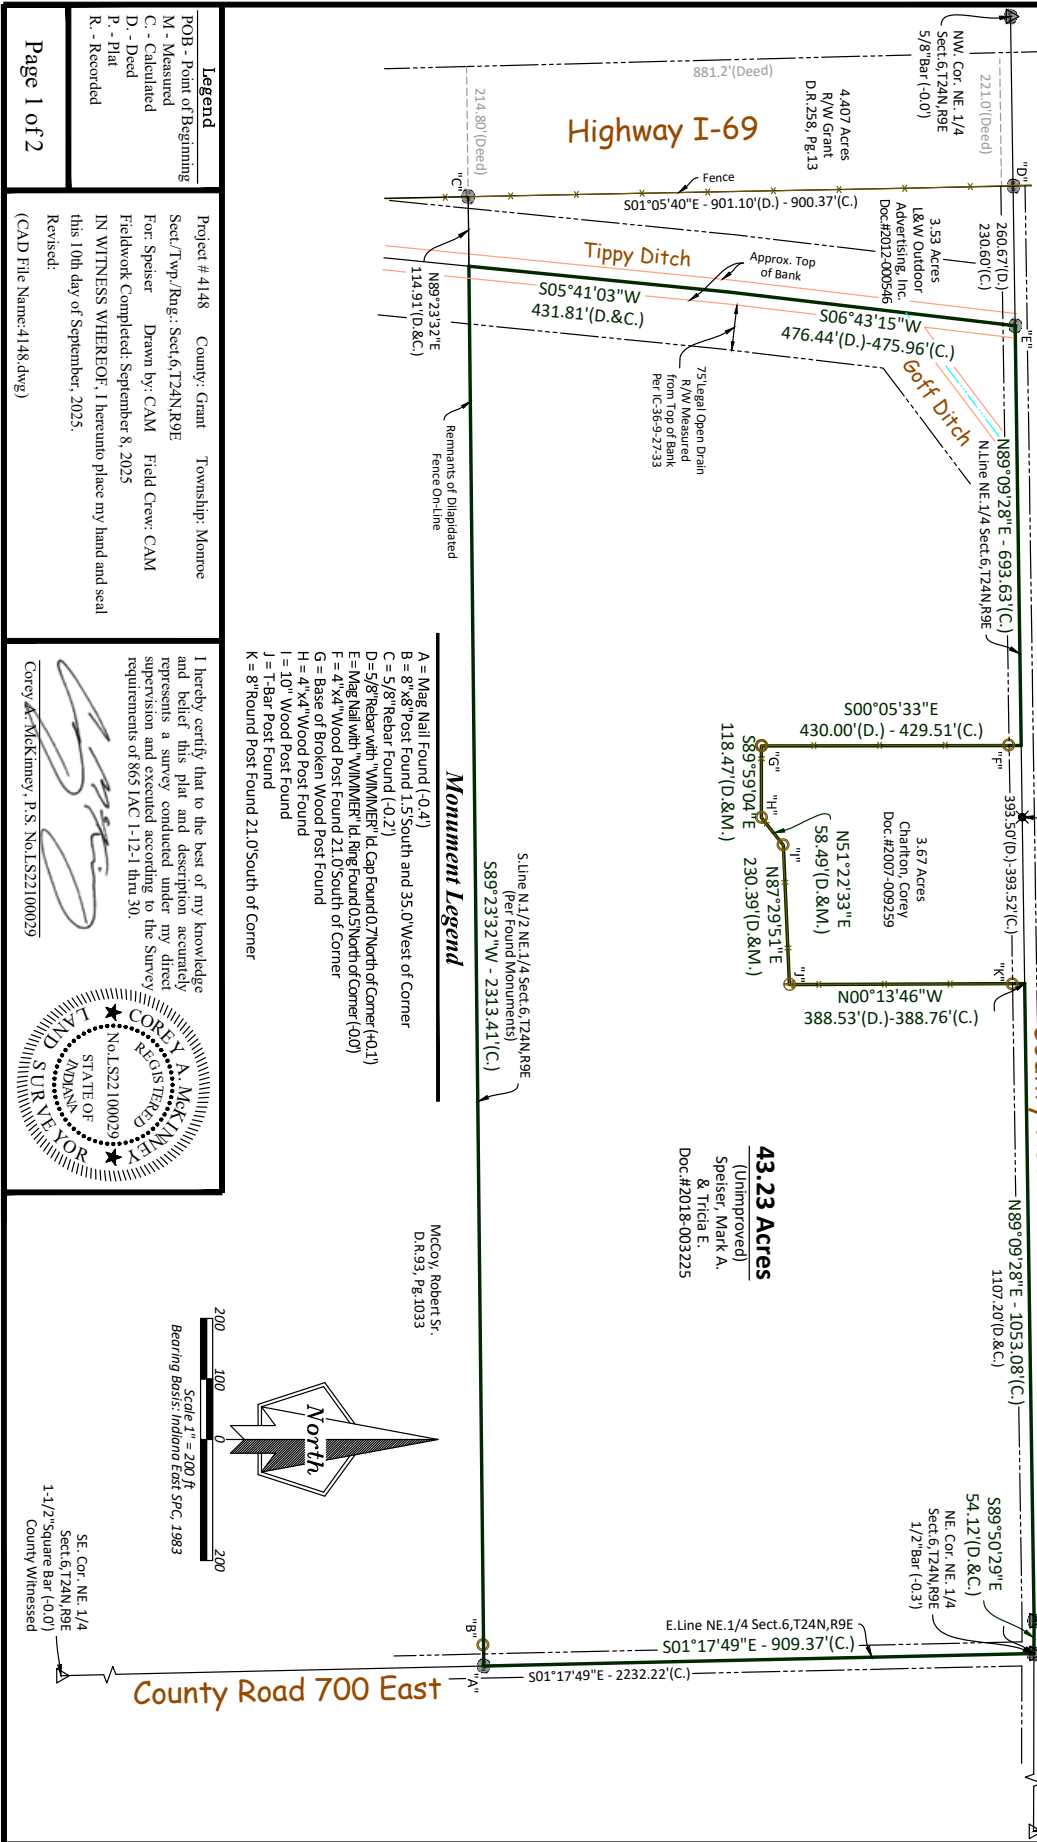 NW. Cor. NE. 1/4
Sect.6,T24N,R9E
5/8"Bar (-0.0')
221.0'(Deed)
881.2'(Deed)
214.80'(Deed)
4.407 Acres
R/W Grant
D.R.258, Pg.13
Highway I-69
"D"
260.67'(D.)
230.60'(C.)
"E"
Fence
S01°05'40"E - 901.10'(D.) - 900.37'(C.)
"C"
3.53 Acres
L&W Outdoor
Advertising, Inc.
Doc.#2012-000546
Tippy Ditch
Approx. Top
of Bank
S05°41'03"W
431.81'(D.&C.)
S06°43'15"W
476.44'(D.)-475.96'(C.)
N89°23'32"E
114.91'(D.&C.)
75'Legal Open Drain
R/W Measured
from Top of Bank
Per IC-36-9-27-33
Goff Ditch
N89°09'28"E - 693.63'(C.)
N.Line NE.1/4 Sect.6,T24N,R9E
Remnants of Dilapidated
Fence On-Line
S00°05'33"E
430.00'(D.) - 429.51'(C.)
"F"
"G"
S89°59'04"E
118.47'(D.&M.)
"H"
N51°22'33"E
58.49'(D.&M.)
"I"
N87°29'51"E
230.39'(D.&M.)
"J"
393.50'(D.)-393.52'(C.)
3.67 Acres
Charlton, Corey
Doc.#2007-009259
"K"
N00°13'46"W
388.53'(D.)-388.76'(C.)
43.23 Acres
(Unimproved)
Speiser, Mark A.
& Tricia E.
Doc.#2018-003225
N89°09'28"E - 1053.08'(C.)
1107.20'(D.&C.)
S89°50'29"E
54.12'(D.&C.)
NE. Cor. NE. 1/4
Sect.6,T24N,R9E
1/2"Bar (-0.3')
E.Line NE.1/4 Sect.6,T24N,R9E
S01°17'49"E - 909.37'(C.)
S01°17'49"E - 2232.22'(C.)
"B"
"A"
County Road 700 East
S.Line N.1/2 NE.1/4 Sect.6,T24N,R9E
(Per Found Monuments)
S89°23'32"W - 2313.41'(C.)
McCoy, Robert Sr.
D.R.93, Pg.1033
Monument Legend
A = Mag Nail Found (-0.4')
B = 8"x8"Post Found 1.5'South and 35.0'West of Corner
C = 5/8"Rebar Found (-0.2')
D=5/8"Rebar with "WIMMER" Id. Cap Found 0.7'North of Corner (+0.1')
E=Mag Nail with "WIMMER" Id. Ring Found 0.5'North of Corner (-0.0')
F = 4"x4"Wood Post Found 21.0'South of Corner
G = Base of Broken Wood Post Found
H = 4"x4"Wood Post Found
I = 10" Wood Post Found
J = T-Bar Post Found
K = 8"Round Post Found 21.0'South of Corner
North
200 100 0 200
Scale 1" = 200 ft
Bearing Basis: Indiana East SPC, 1983
SE. Cor. NE. 1/4
Sect.6,T24N,R9E
1-1/2"Square Bar (-0.0')
County Witnessed
Legend
POB - Point of Beginning
M - Measured
C. - Calculated
D. - Deed
P. - Plat
R. - Recorded
Page 1 of 2
Project # 4148 County: Grant Township: Monroe
Sect./Twp./Rng.: Sect,6,T24N,R9E
For: Speiser Drawn by: CAM Field Crew: CAM
Fieldwork Completed: September 8, 2025
IN WITNESS WHEREOF, I hereunto place my hand and seal
this 10th day of September, 2025.
Revised:
(CAD File Name:4148.dwg)
I hereby certify that to the best of my knowledge
and belief this plat and description accurately
represents a survey conducted under my direct
supervision and executed according to the Survey
requirements of 865 IAC 1-12-1 thru 30.
Corey A. McKinney, P.S. No.LS22100029
COREY A. McKINNEY
REGISTERED
No.LS22100029
STATE OF
INDIANA
LAND SURVEYOR